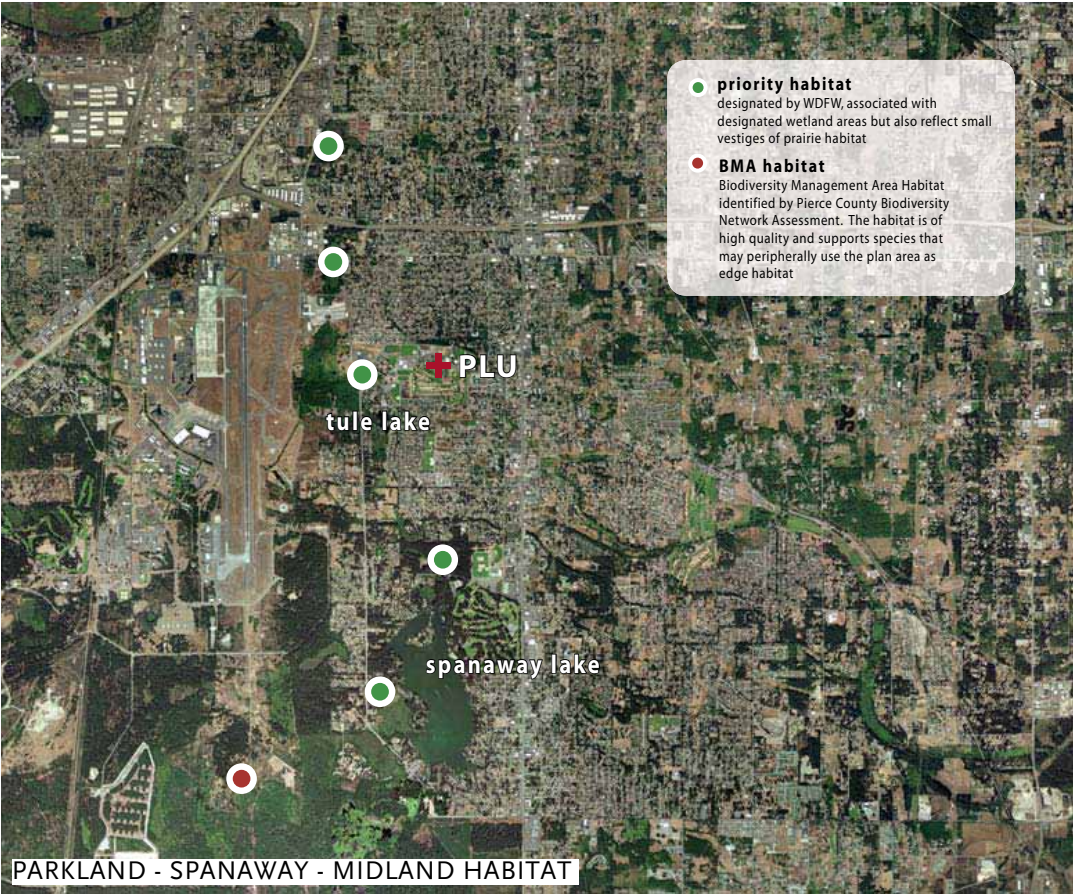 priority habitat
designated by WDFW, associated with
designated wetland areas but also reflect small
vestiges of prairie habitat
BMA habitat
Biodiversity Management Area Habitat
identified by Pierce County Biodiversity
Network Assessment. The habitat is of
high quality and supports species that
may peripherally use the plan area as
edge habitat
PLU
tule lake
spanaway lake
PARKLAND - SPANAWAY - MIDLAND HABITAT